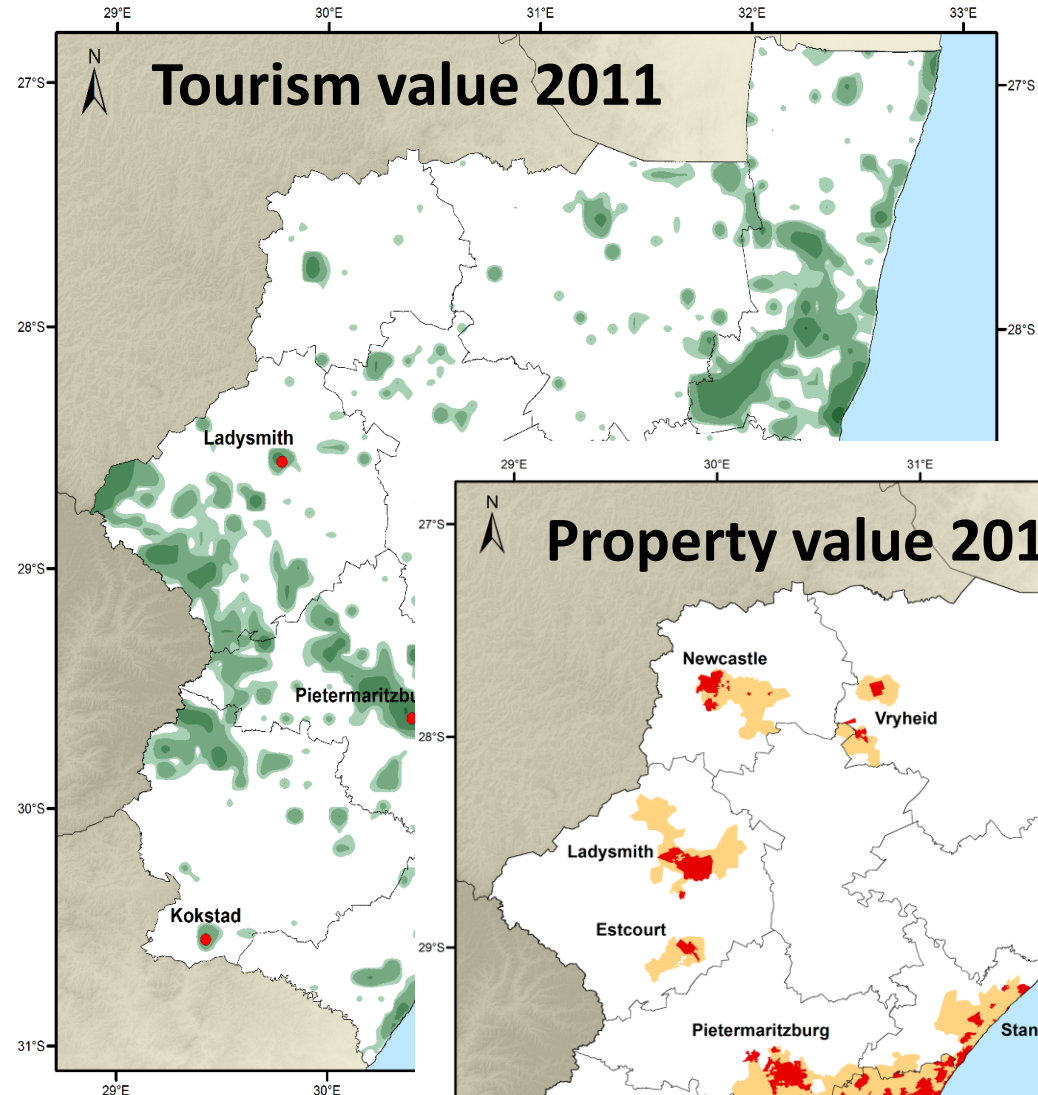 29°E 30°E 31°E 32°E 33°E
N
Tourism value 2011
27°S 27°S
28°S 28°S
Ladysmith
29°S
Pietermaritzbu
30°S
Kokstad
31°S
29°E 30°E
29°E 30°E 31°E
N
Property value 201
27°S
Newcastle
Vryheid
28°S
Ladysmith
Estcourt
29°S
Pietermaritzburg
Stan